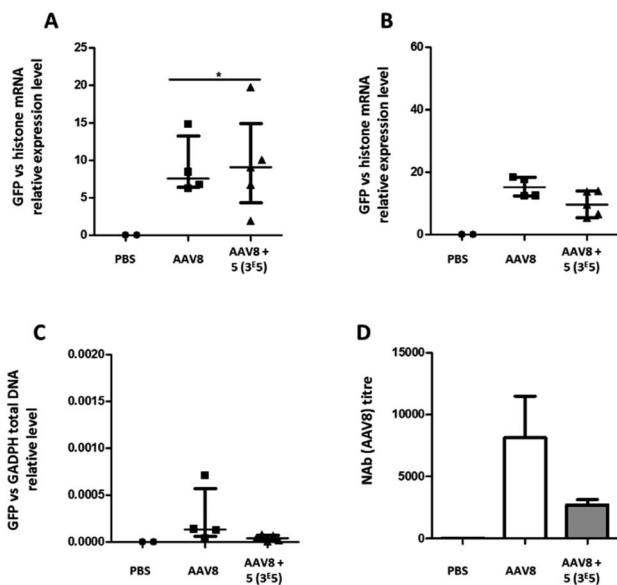 A
GFP vs histone mRNA
relative expression level
25
20
15
10
5
0
*
PBS
AAV8
AAV8 +
5 (3ᴱ5)
B
GFP vs histone mRNA
relative expression level
60
40
20
0
PBS
AAV8
AAV8 +
5 (3ᴱ5)
C
GFP vs GADPH total DNA
relative level
0.0020
0.0015
0.0010
0.0005
0.0000
PBS
AAV8
AAV8 +
5 (3ᴱ5)
D
NAb (AAV8) titre
15000
10000
5000
0
PBS
AAV8
AAV8 +
5 (3ᴱ5)